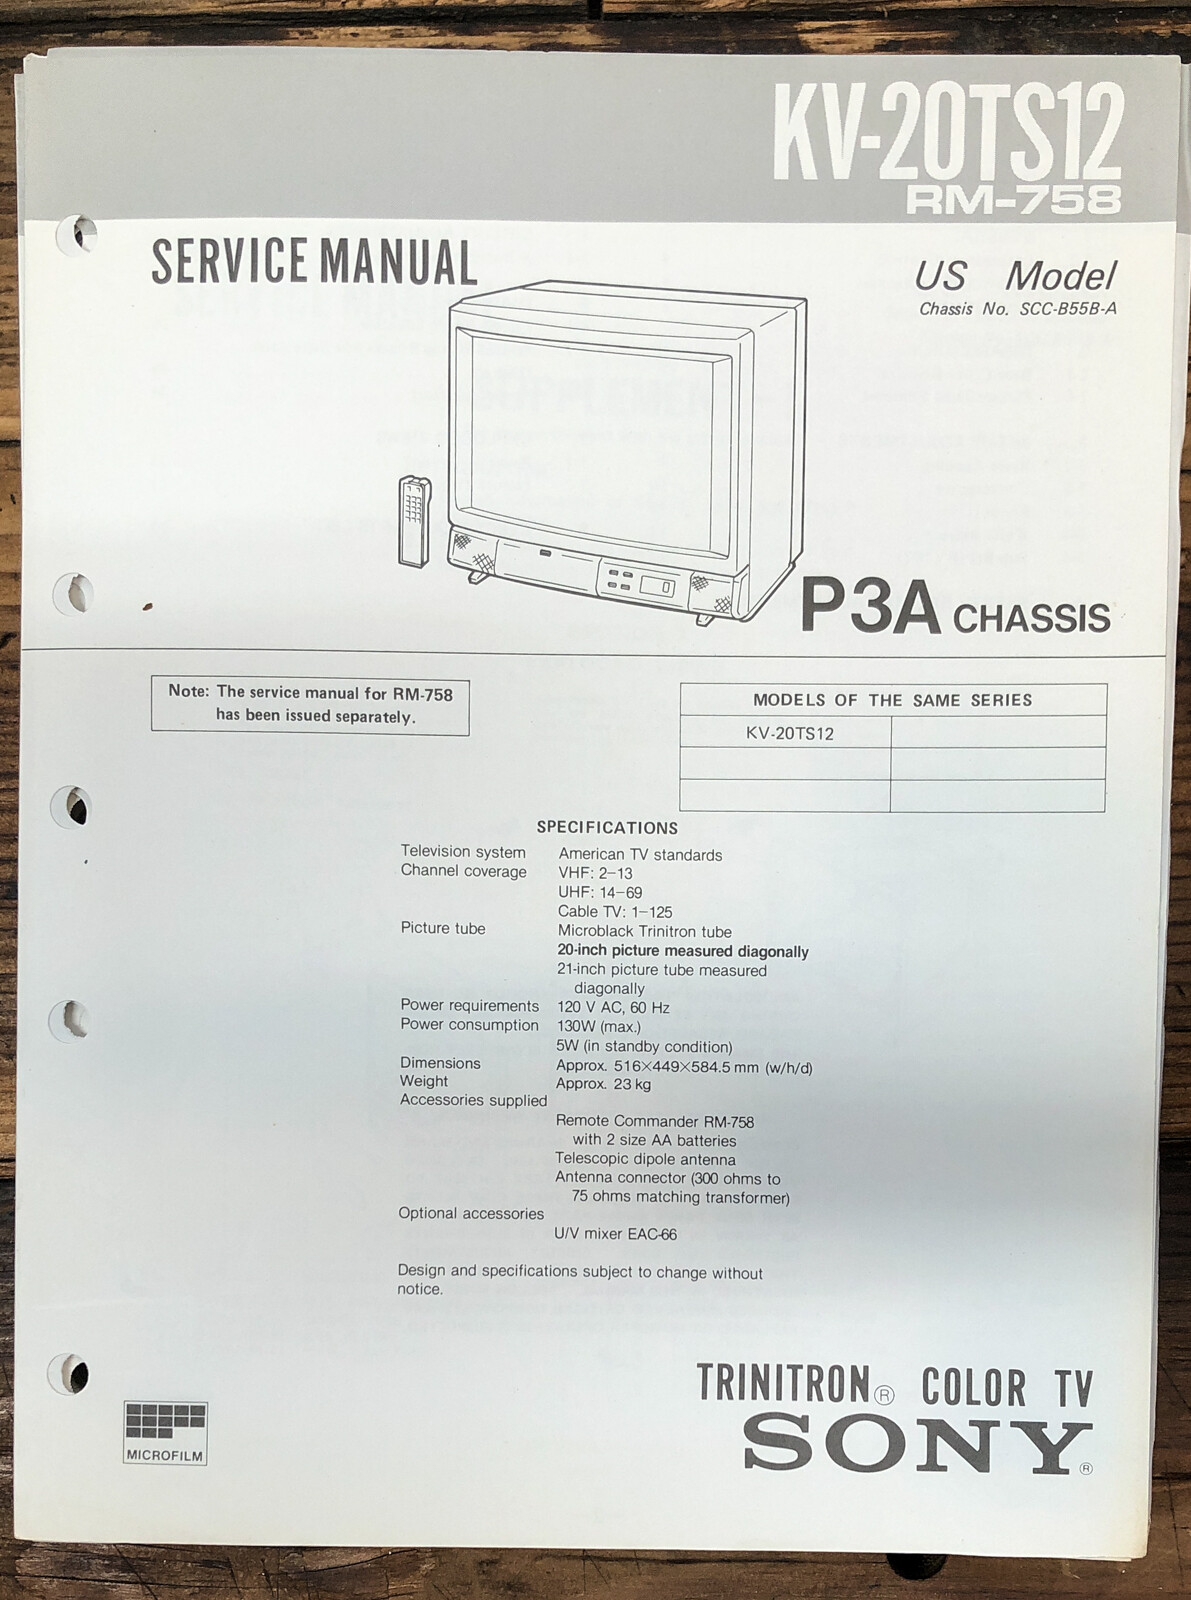 KV-20TS12
RM-758
SERVICE MANUAL
US Model
Chassis No. SCC-B55B-A
P3A CHASSIS
Note: The service manual for RM-758
has been issued separately.
MODELS OF THE SAME SERIES
KV-20TS12
SPECIFICATIONS
Television system American TV standards
Channel coverage VHF: 2–13
UHF: 14–69
Cable TV: 1–125
Picture tube Microblack Trinitron tube
20-inch picture measured diagonally
21-inch picture tube measured
diagonally
Power requirements 120 V AC, 60 Hz
Power consumption 130W (max.)
5W (in standby condition)
Dimensions Approx. 516×449×584.5 mm (w/h/d)
Weight Approx. 23 kg
Accessories supplied
Remote Commander RM-758
with 2 size AA batteries
Telescopic dipole antenna
Antenna connector (300 ohms to
75 ohms matching transformer)
Optional accessories
U/V mixer EAC-66
Design and specifications subject to change without
notice.
TRINITRON® COLOR TV
SONY®
MICROFILM